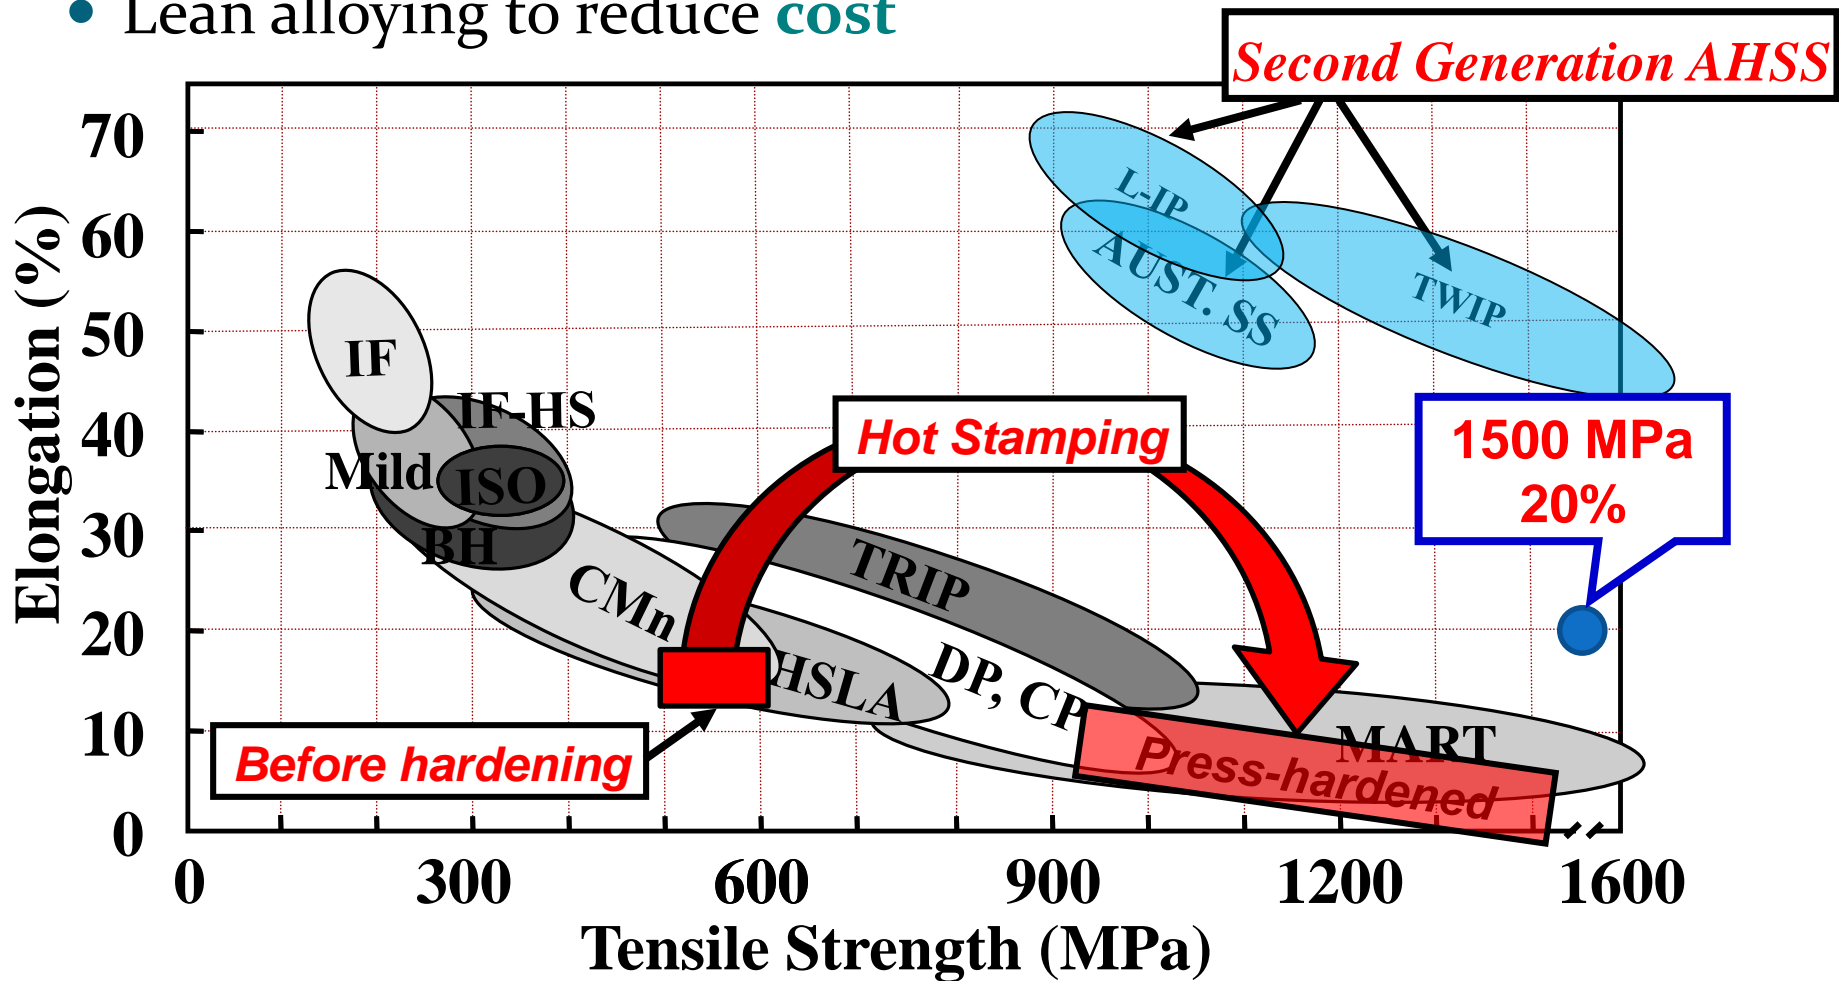 • Lean alloying to reduce cost
Second Generation AHSS
70
60
50
40
30
20
10
0
Elongation (%)
L-IP
AUST. SS
TWIP
IF
IF-HS
Mild
ISO
BH
CMn
HSLA
TRIP
DP, CP
MART
Hot Stamping
1500 MPa
20%
Before hardening
Press-hardened
0 300 600 900 1200 1600
Tensile Strength (MPa)